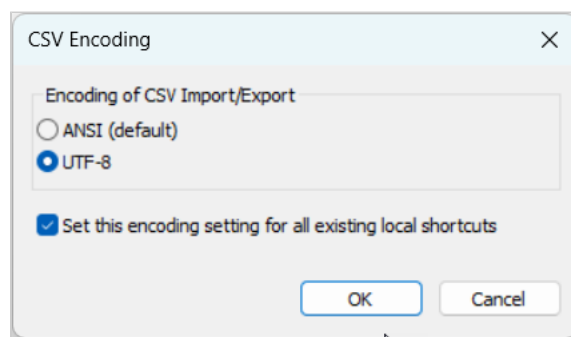 CSV Encoding
Encoding of CSV Import/Export
ANSI (default)
UTF-8
Set this encoding setting for all existing local shortcuts
OK Cancel